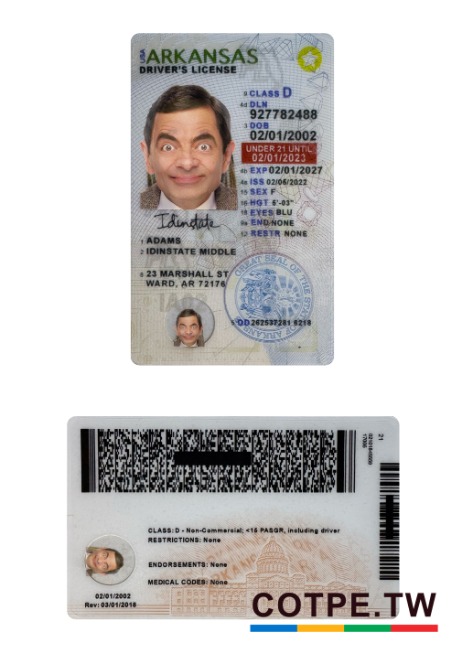 USA
ARKANSAS
DRIVER'S LICENSE
9 CLASS D
4d DLN
927782488
3 DOB
02/01/2002
UNDER 21 UNTIL
02/01/2023
4b EXP 02/01/2027
4a ISS 02/06/2022
15 SEX F
16 HGT 5'-03"
18 EYES BLU
9a END NONE
12 RESTR NONE
Idinstate
1 ADAMS
2 IDINSTATE MIDDLE
8 23 MARSHALL ST
WARD, AR 72176
GREAT SEAL OF THE STATE
5 DD 262537281 8218
CLASS: D - Non-Commercial; <15 PASGR, including driver
RESTRICTIONS: None
ENDORSEMENTS: None
MEDICAL CODES: None
02/01/2002
Rev: 03/01/2016
COTPE.TW